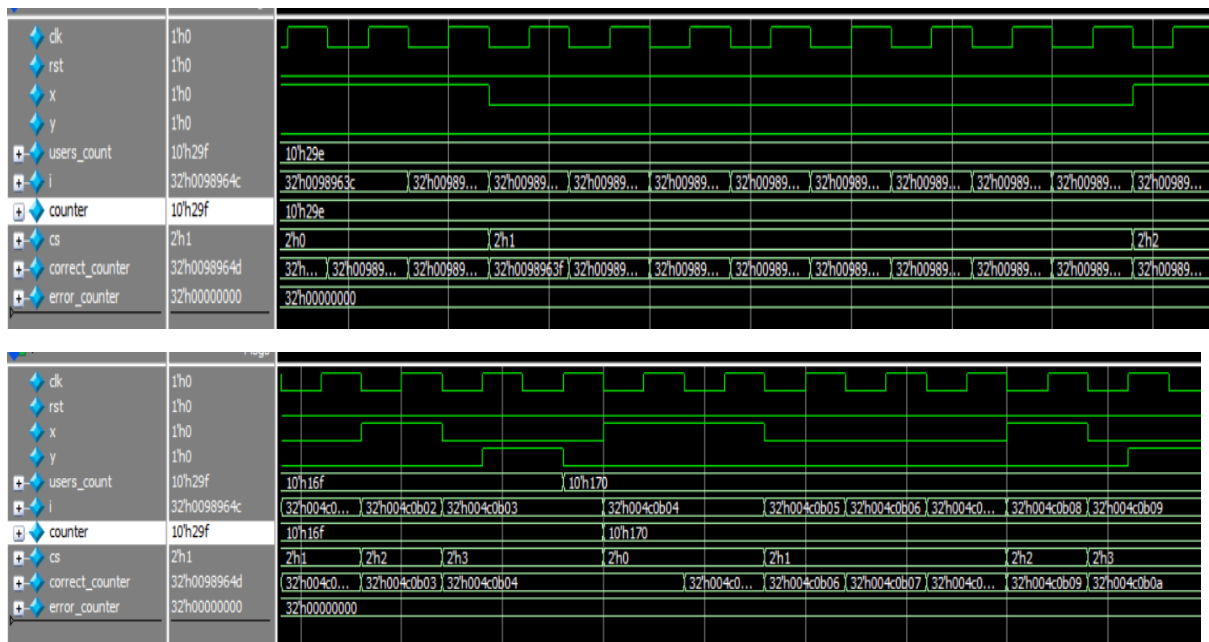 clk 1'h0
rst 1'h0
x 1'h0
y 1'h0
users_count 10'h29f 10'h29e
i 32'h0098964c 32'h0098963c 32'h00989... 32'h00989... 32'h00989... 32'h00989... 32'h00989... 32'h00989... 32'h00989... 32'h00989... 32'h00989... 32'h00989...
counter 10'h29f 10'h29e
cs 2'h1 2'h0 2'h1 2'h2
correct_counter 32'h0098964d 32'h... 32'h00989... 32'h00989... 32'h0098963f 32'h00989... 32'h00989... 32'h00989... 32'h00989... 32'h00989... 32'h00989... 32'h00989... 32'h00989...
error_counter 32'h00000000 32'h00000000
clk 1'h0
rst 1'h0
x 1'h0
y 1'h0
users_count 10'h29f 10'h16f 10'h170
i 32'h0098964c 32'h004c0... 32'h004c0b02 32'h004c0b03 32'h004c0b04 32'h004c0b05 32'h004c0b06 32'h004c0... 32'h004c0b08 32'h004c0b09
counter 10'h29f 10'h16f 10'h170
cs 2'h1 2'h1 2'h2 2'h3 2'h0 2'h1 2'h2 2'h3
correct_counter 32'h0098964d 32'h004c0... 32'h004c0b03 32'h004c0b04 32'h004c0... 32'h004c0b06 32'h004c0b07 32'h004c0... 32'h004c0b09 32'h004c0b0a
error_counter 32'h00000000 32'h00000000